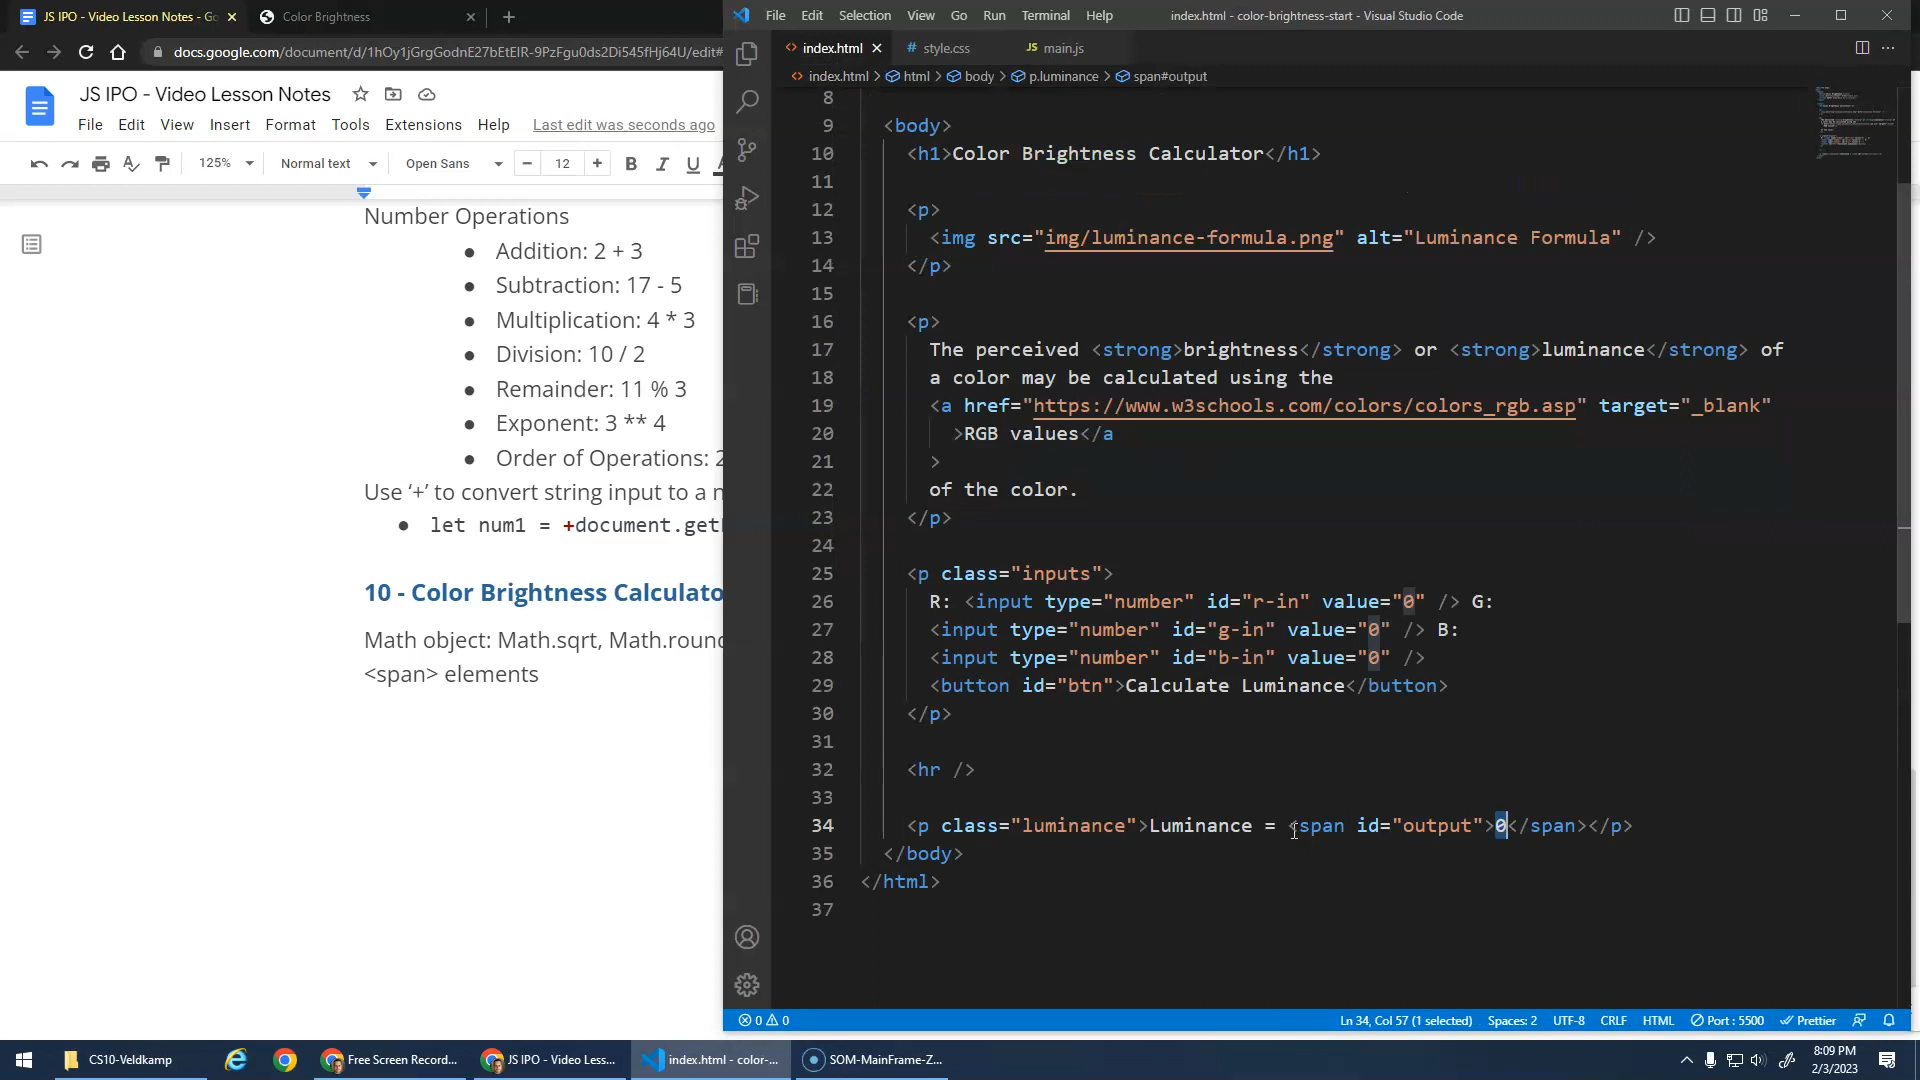 JS IPO - Video Lesson Notes - Go
Color Brightness
docs.google.com/document/d/1hOy1jGrgGodnE27bEtElR-9PzFgu0ds2Di545fHj64U/edit#
JS IPO - Video Lesson Notes
File Edit View Insert Format Tools Extensions Help Last edit was seconds ago
125% Normal text Open Sans 12 B I U A
Number Operations
● Addition: 2 + 3
● Subtraction: 17 - 5
● Multiplication: 4 * 3
● Division: 10 / 2
● Remainder: 11 % 3
● Exponent: 3 ** 4
● Order of Operations: 2
Use ‘+’ to convert string input to a n
● let num1 = +document.get
10 - Color Brightness Calculato
Math object: Math.sqrt, Math.round
<span> elements
File Edit Selection View Go Run Terminal Help index.html - color-brightness-start - Visual Studio Code
index.html style.css JS main.js
index.html > html > body > p.luminance > span#output
8
9 <body>
10 <h1>Color Brightness Calculator</h1>
11
12 <p>
13 <img src="img/luminance-formula.png" alt="Luminance Formula" />
14 </p>
15
16 <p>
17 The perceived <strong>brightness</strong> or <strong>luminance</strong> of
18 a color may be calculated using the
19 <a href="https://www.w3schools.com/colors/colors_rgb.asp" target="_blank"
20 >RGB values</a
21 >
22 of the color.
23 </p>
24
25 <p class="inputs">
26 R: <input type="number" id="r-in" value="0" /> G:
27 <input type="number" id="g-in" value="0" /> B:
28 <input type="number" id="b-in" value="0" />
29 <button id="btn">Calculate Luminance</button>
30 </p>
31
32 <hr />
33
34 <p class="luminance">Luminance = <span id="output">0</span></p>
35 </body>
36 </html>
37
0 0 Ln 34, Col 57 (1 selected) Spaces: 2 UTF-8 CRLF HTML Port : 5500 Prettier
CS10-Veldkamp Free Screen Record... JS IPO - Video Less... index.html - color-... SOM-MainFrame-Z...
8:09 PM
2/3/2023